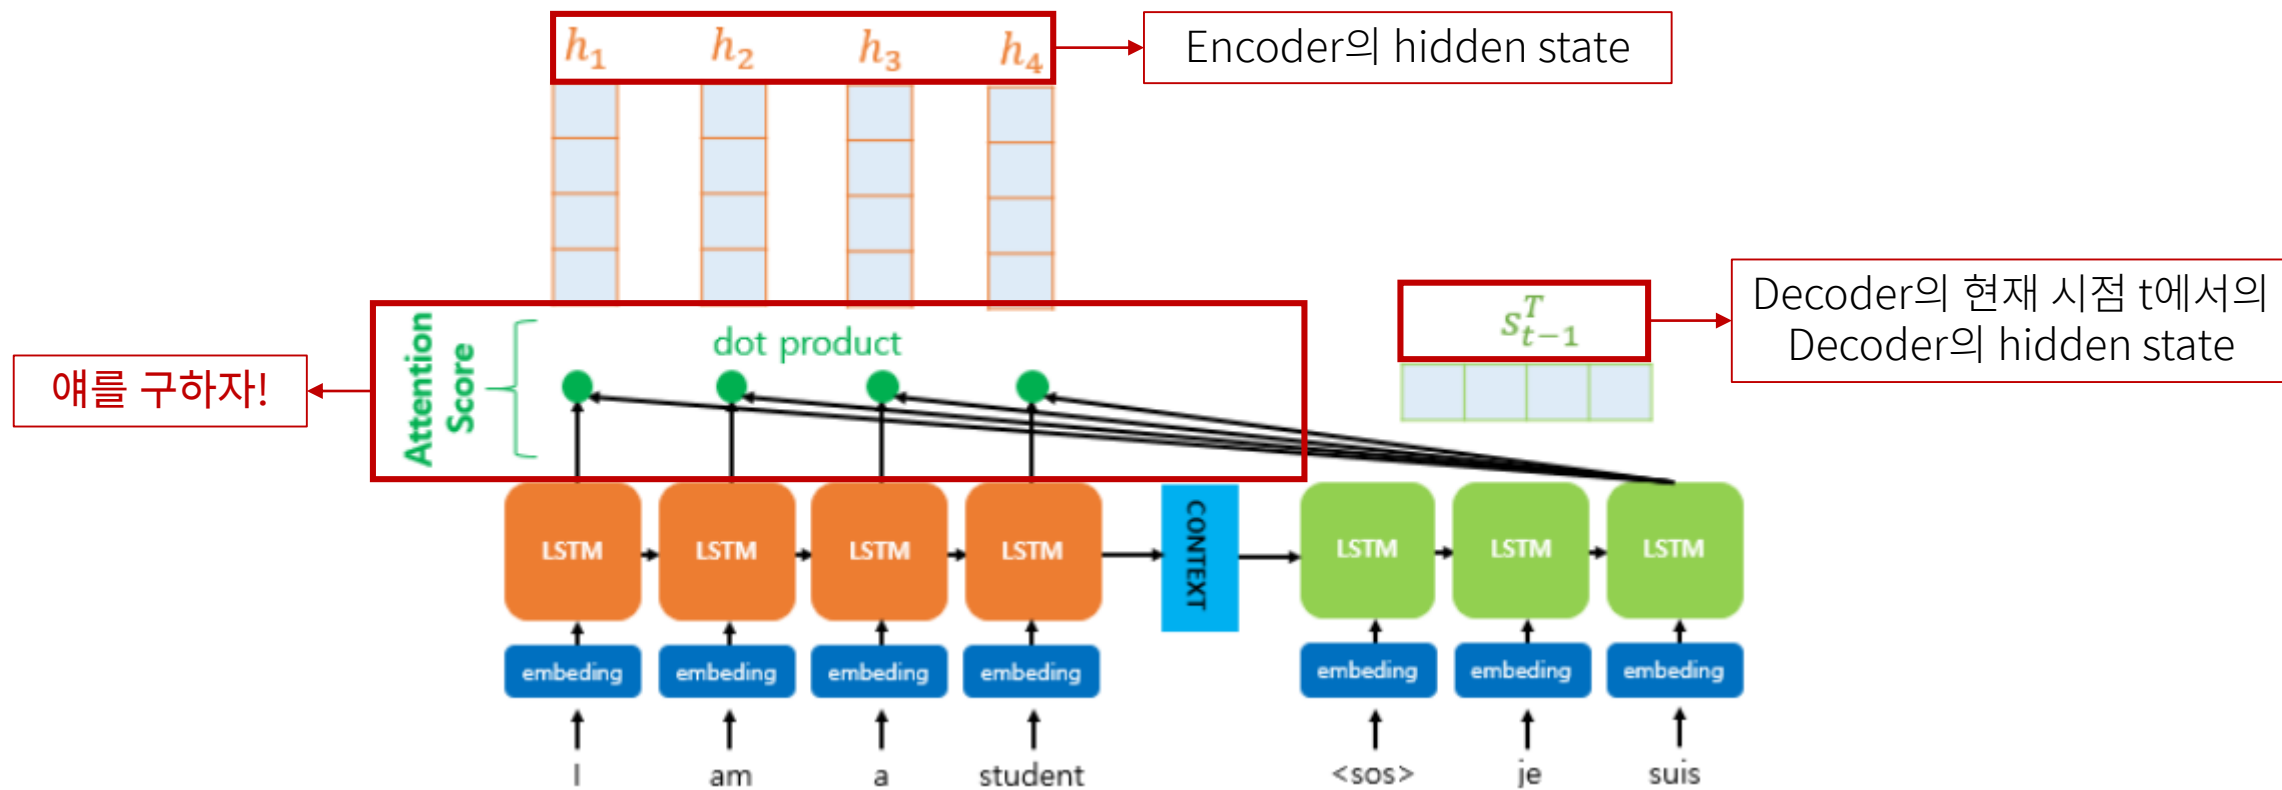 h₁ h₂ h₃ h₄
Encoder의 hidden state
Decoder의 현재 시점 t에서의
Decoder의 hidden state
s_{t-1}^T
얘를 구하자!
Attention
Score
dot product
LSTM LSTM LSTM LSTM
CONTEXT
LSTM LSTM LSTM
embeding embeding embeding embeding
embeding embeding embeding
I am a student
<sos> je suis